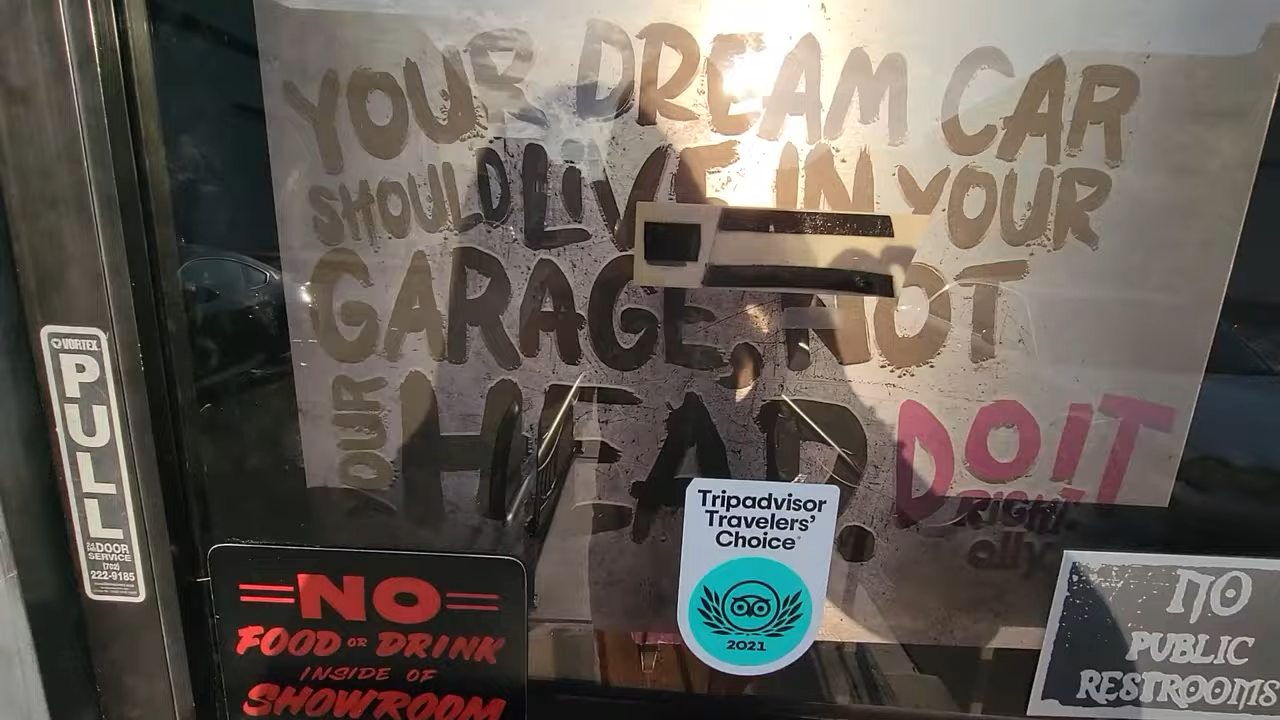 YOUR DREAM CAR
SHOULD LIVE IN YOUR
GARAGE, NOT
YOUR HEAD. DO IT
RIGHT.
ally
VORTEX
PULL
DOOR
SERVICE
(702)
222-9185
Tripadvisor
Travelers'
Choice
2021
NO
FOOD OR DRINK
INSIDE OF
SHOWROOM
NO
PUBLIC
RESTROOMS